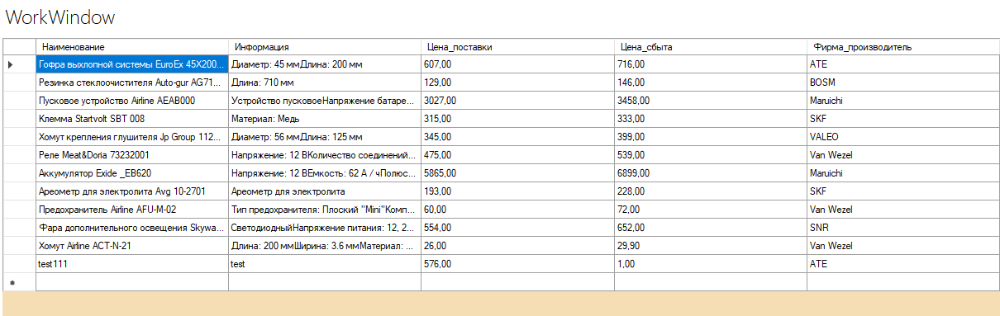 WorkWindow
Наименование Информация Цена_поставки Цена_сбыта Фирма_производитель
Гофра выхлопной системы EuroEx 45X200... Диаметр: 45 ммДлина: 200 мм 607,00 716,00 ATE
Резинка стеклоочистителя Auto-gur AG71... Длина: 710 мм 129,00 146,00 BOSM
Пусковое устройство Airline AEAB000 Устройство пусковоеНапряжение батаре... 3027,00 3458,00 Maruichi
Клемма Startvolt SBT 008 Материал: Медь 315,00 333,00 SKF
Хомут крепления глушителя Jp Group 112... Диаметр: 56 ммДлина: 125 мм 345,00 399,00 VALEO
Реле Meat&Doria 73232001 Напряжение: 12 ВКоличество соединений... 475,00 539,00 Van Wezel
Аккумулятор Exide _EB620 Напряжение: 12 ВЕмкость: 62 А / чПолюс... 5865,00 6899,00 Maruichi
Ареометр для электролита Avg 10-2701 Ареометр для электролита 193,00 228,00 SKF
Предохранитель Airline AFU-M-02 Тип предохранителя: Плоский "Mini"Комп... 60,00 72,00 Van Wezel
Фара дополнительного освещения Skywa... СветодиодныйНапряжение питания: 12, 2... 554,00 652,00 SNR
Хомут Airline ACT-N-21 Длина: 200 ммШирина: 3.6 ммМатериал: ... 26,00 29,90 Van Wezel
test111 test 576,00 1,00 ATE